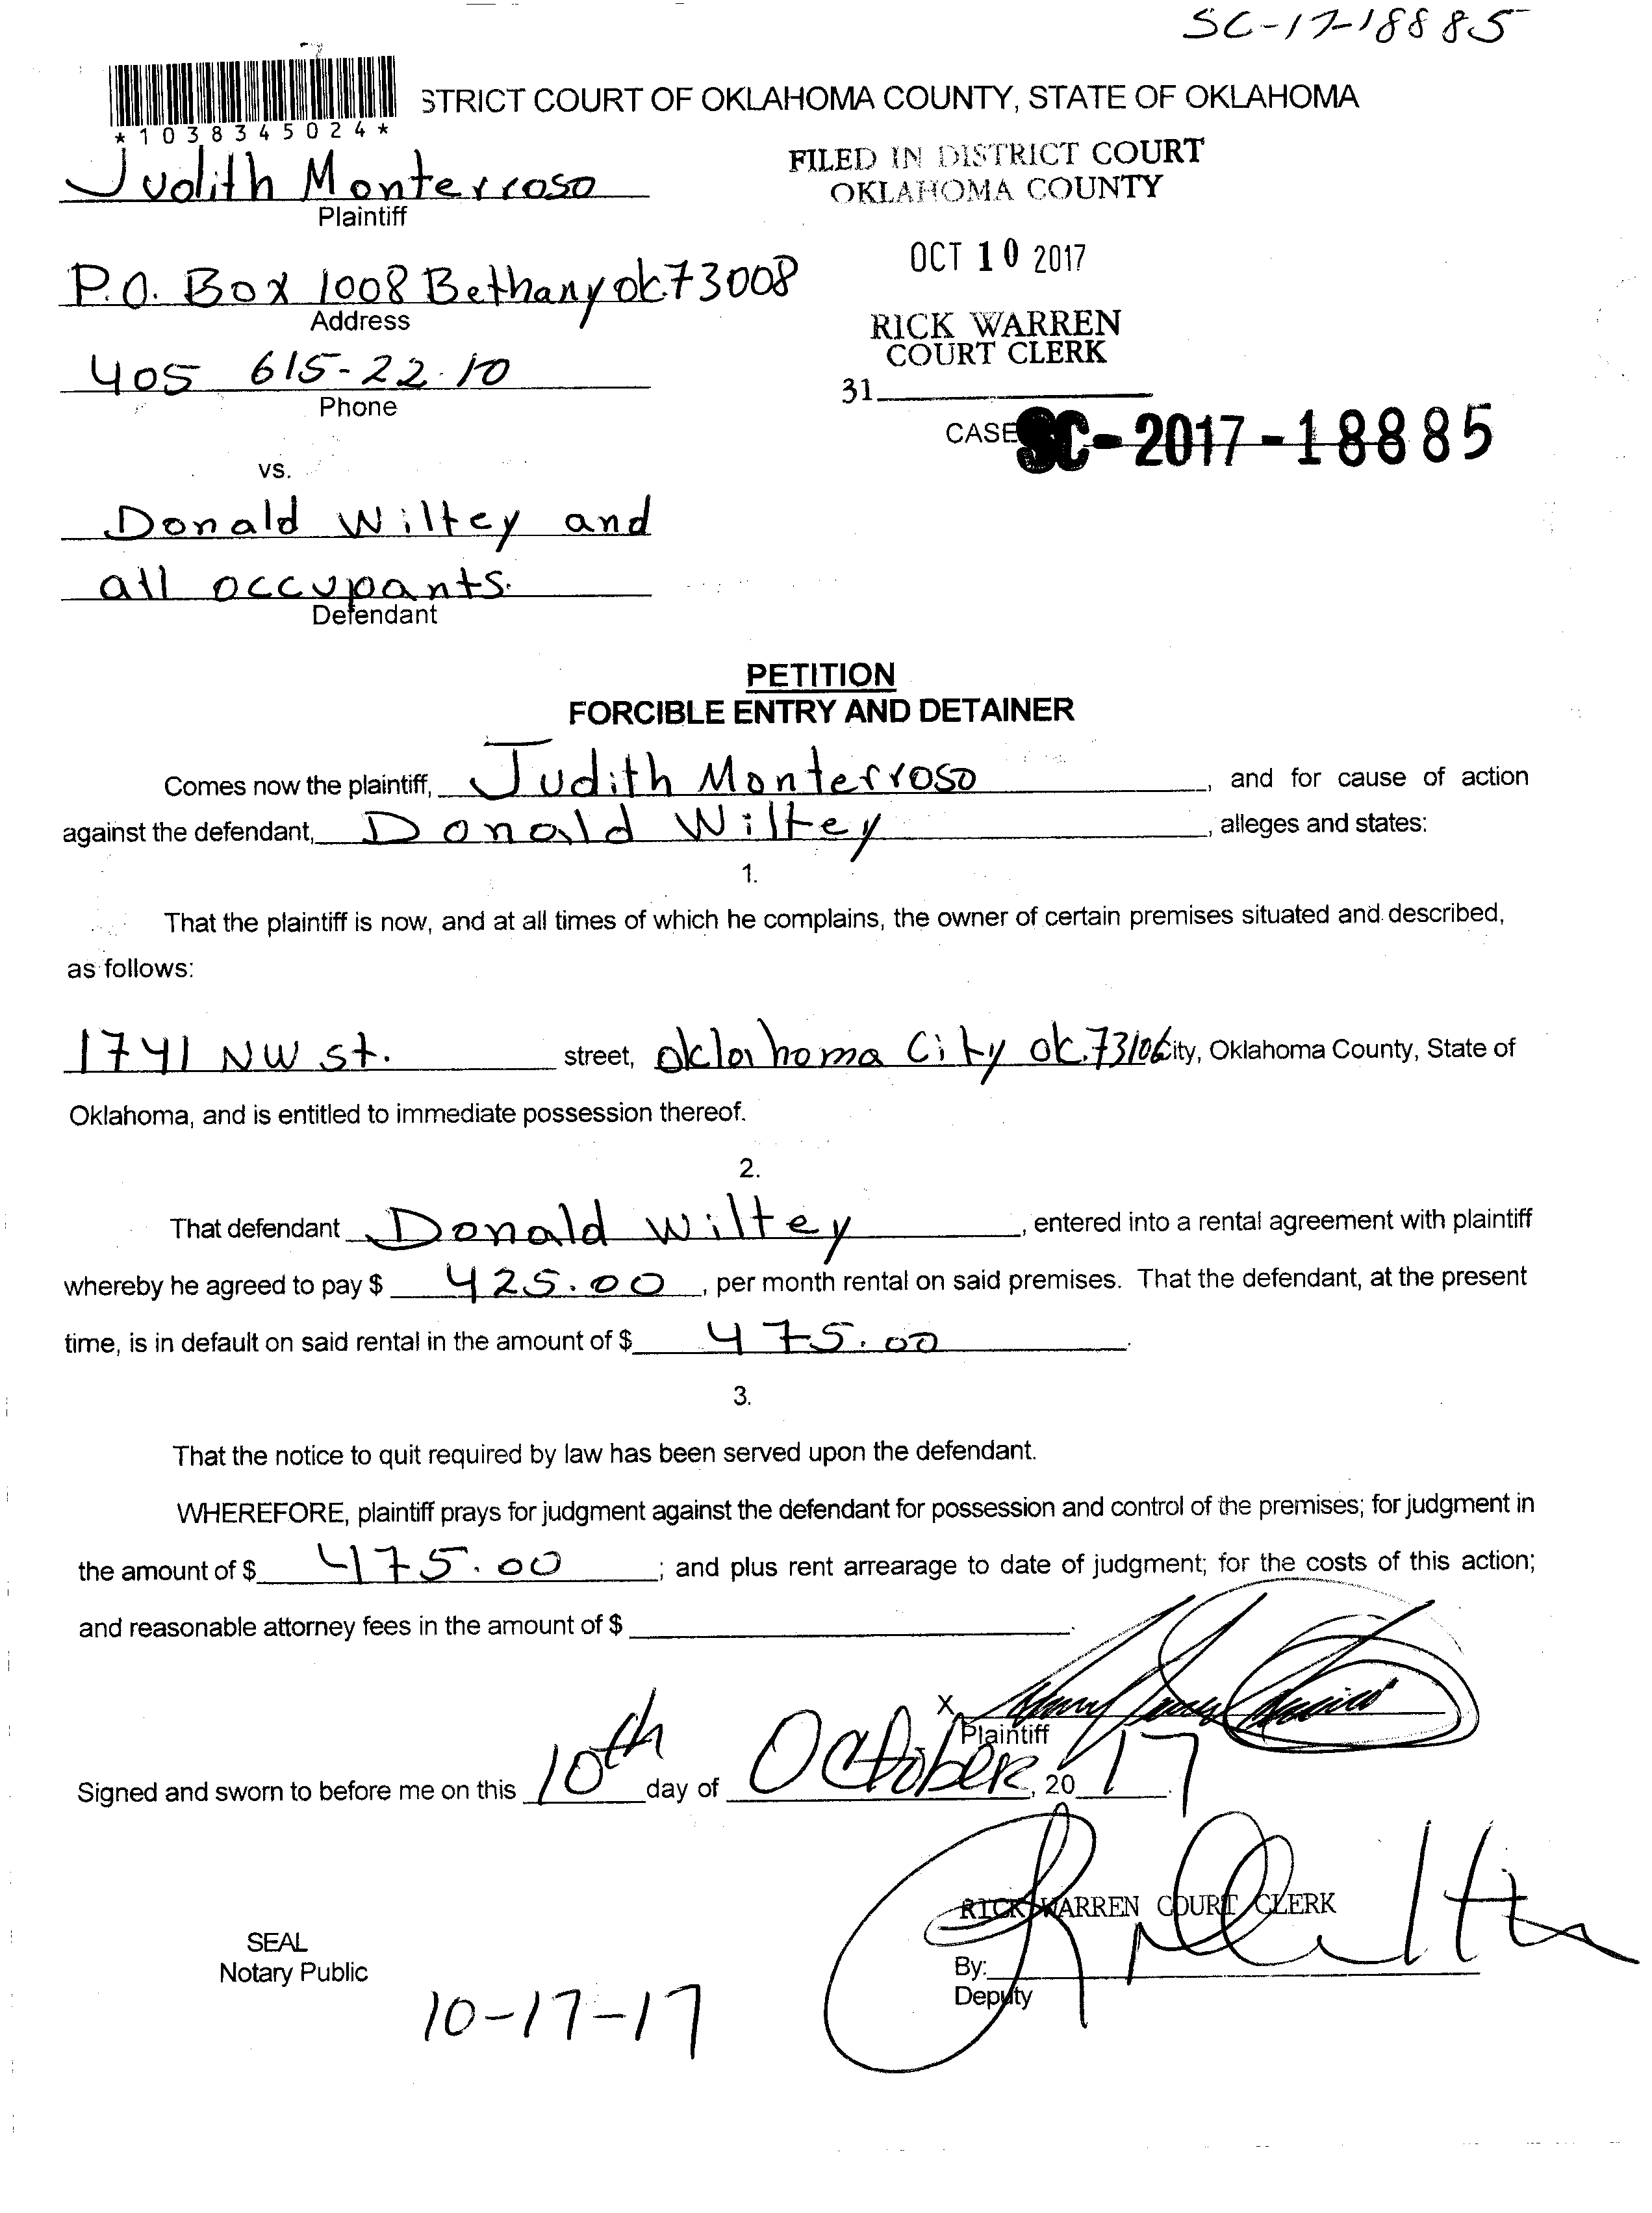 SC-17-18885
STRICT COURT OF OKLAHOMA COUNTY, STATE OF OKLAHOMA
*1038345024*
Judith Monterroso
Plaintiff
FILED IN DISTRICT COURT
OKLAHOMA COUNTY
OCT 10 2017
P.O. Box 1008 Bethany ok 73008
Address
RICK WARREN
COURT CLERK
405 615-22-10
Phone
31
CASE SC-2017-18885
vs.
Donald Wiltey and
all occupants.
Defendant
PETITION
FORCIBLE ENTRY AND DETAINER
Comes now the plaintiff, Judith Monterroso, and for cause of action
against the defendant, Donald Wiltey, alleges and states:
1.
That the plaintiff is now, and at all times of which he complains, the owner of certain premises situated and described,
as follows:
1741 NW st. street, oklahoma City ok.73106 City, Oklahoma County, State of
Oklahoma, and is entitled to immediate possession thereof.
2.
That defendant Donald Wiltey, entered into a rental agreement with plaintiff
whereby he agreed to pay $ 425.00, per month rental on said premises. That the defendant, at the present
time, is in default on said rental in the amount of $ 475.00.
3.
That the notice to quit required by law has been served upon the defendant.
WHEREFORE, plaintiff prays for judgment against the defendant for possession and control of the premises; for judgment in
the amount of $ 475.00; and plus rent arrearage to date of judgment; for the costs of this action;
and reasonable attorney fees in the amount of $ .
X
Plaintiff
Signed and sworn to before me on this 10th day of October, 2017.
RICK WARREN COURT CLERK
SEAL
Notary Public
By:
Deputy
10-17-17